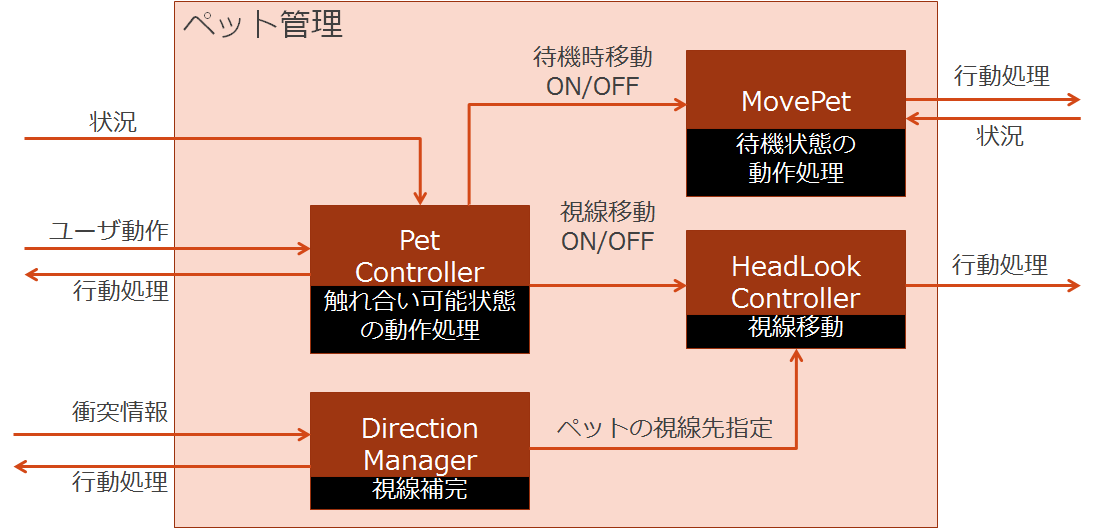 ペット管理
状況
待機時移動
ON/OFF
MovePet
待機状態の
動作処理
行動処理
状況
ユーザ動作
行動処理
Pet
Controller
触れ合い可能状態
の動作処理
視線移動
ON/OFF
HeadLook
Controller
視線移動
行動処理
衝突情報
行動処理
Direction
Manager
視線補完
ペットの視線先指定